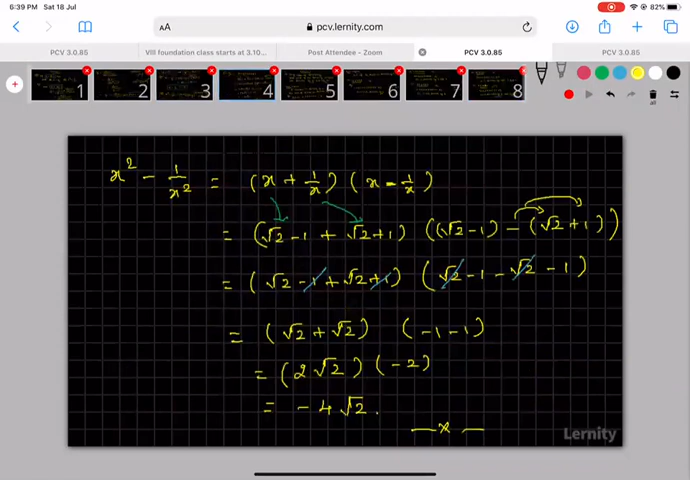 6:39 PM Sat 18 Jul 82%
AA pcv.lernity.com
PCV 3.0.85 VIII foundation class starts at 3.10... Post Attendee - Zoom PCV 3.0.85 PCV 3.0.85
1 2 3 4 5 6 7 8
all
x² - 1/x² = (x + 1/x) (x - 1/x)
= (√2 - 1 + √2 + 1) ((√2 - 1) - (√2 + 1))
= (√2 - 1 + √2 + 1) (√2 - 1 - √2 - 1)
= (√2 + √2) (-1 - 1)
= (2√2) (-2)
= - 4√2.
Lernity